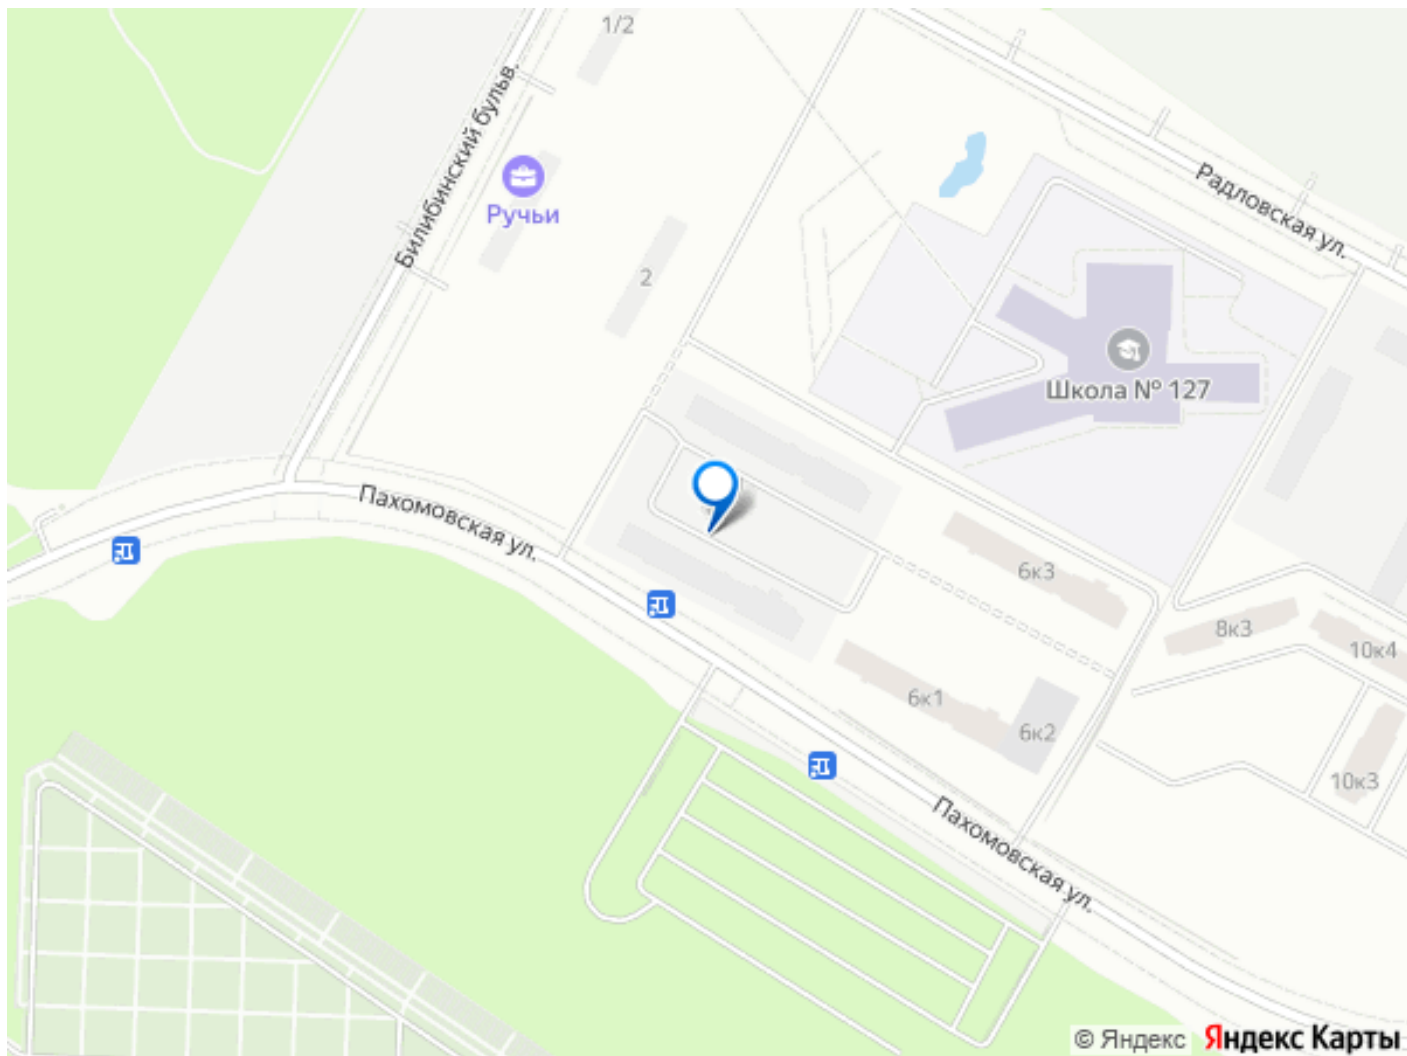 1/2
Билибинский бульв.
Ручьи
2
Радловская ул.
Школа № 127
Пахомовская ул.
6к3
8к3
10к4
6к1
6к2
10к3
Пахомовская ул.
© Яндекс Яндекс Карты